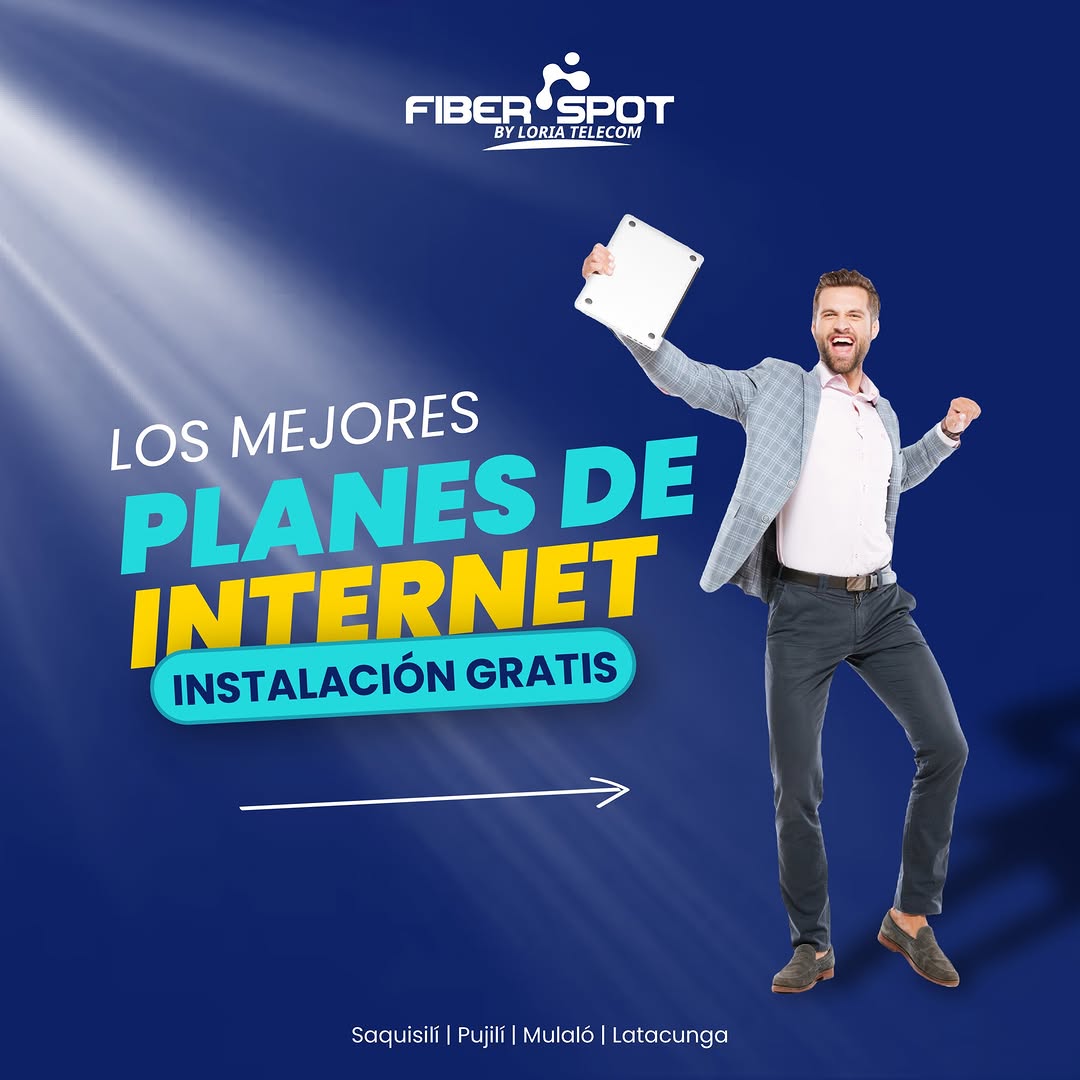 FIBER SPOT
BY LORIA TELECOM
LOS MEJORES
PLANES DE
INTERNET
INSTALACIÓN GRATIS
Saquisilí | Pujilí | Mulaló | Latacunga